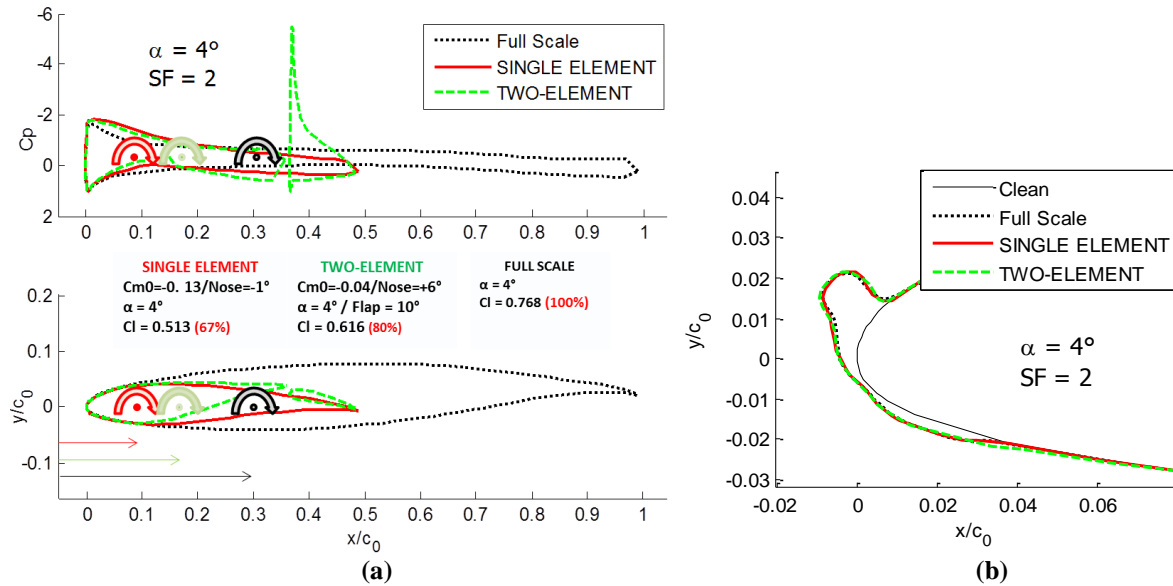 -6
-4
-2
0
2
Cp
α = 4°
SF = 2
Full Scale
SINGLE ELEMENT
TWO-ELEMENT
0 0.1 0.2 0.3 0.4 0.5 0.6 0.7 0.8 0.9 1
SINGLE ELEMENT
Cm0=-0. 13/Nose=-1°
α = 4°
Cl = 0.513 (67%)
TWO-ELEMENT
Cm0=-0.04/Nose=+6°
α = 4° / Flap = 10°
Cl = 0.616 (80%)
FULL SCALE
α = 4°
Cl = 0.768 (100%)
0.2
0.1
0
-0.1
y/c0
0 0.1 0.2 0.3 0.4 0.5 0.6 0.7 0.8 0.9 1
x/c0
(a)
0.04
0.03
0.02
0.01
0
-0.01
-0.02
-0.03
y/c0
Clean
Full Scale
SINGLE ELEMENT
TWO-ELEMENT
α = 4°
SF = 2
-0.02 0 0.02 0.04 0.06
x/c0
(b)